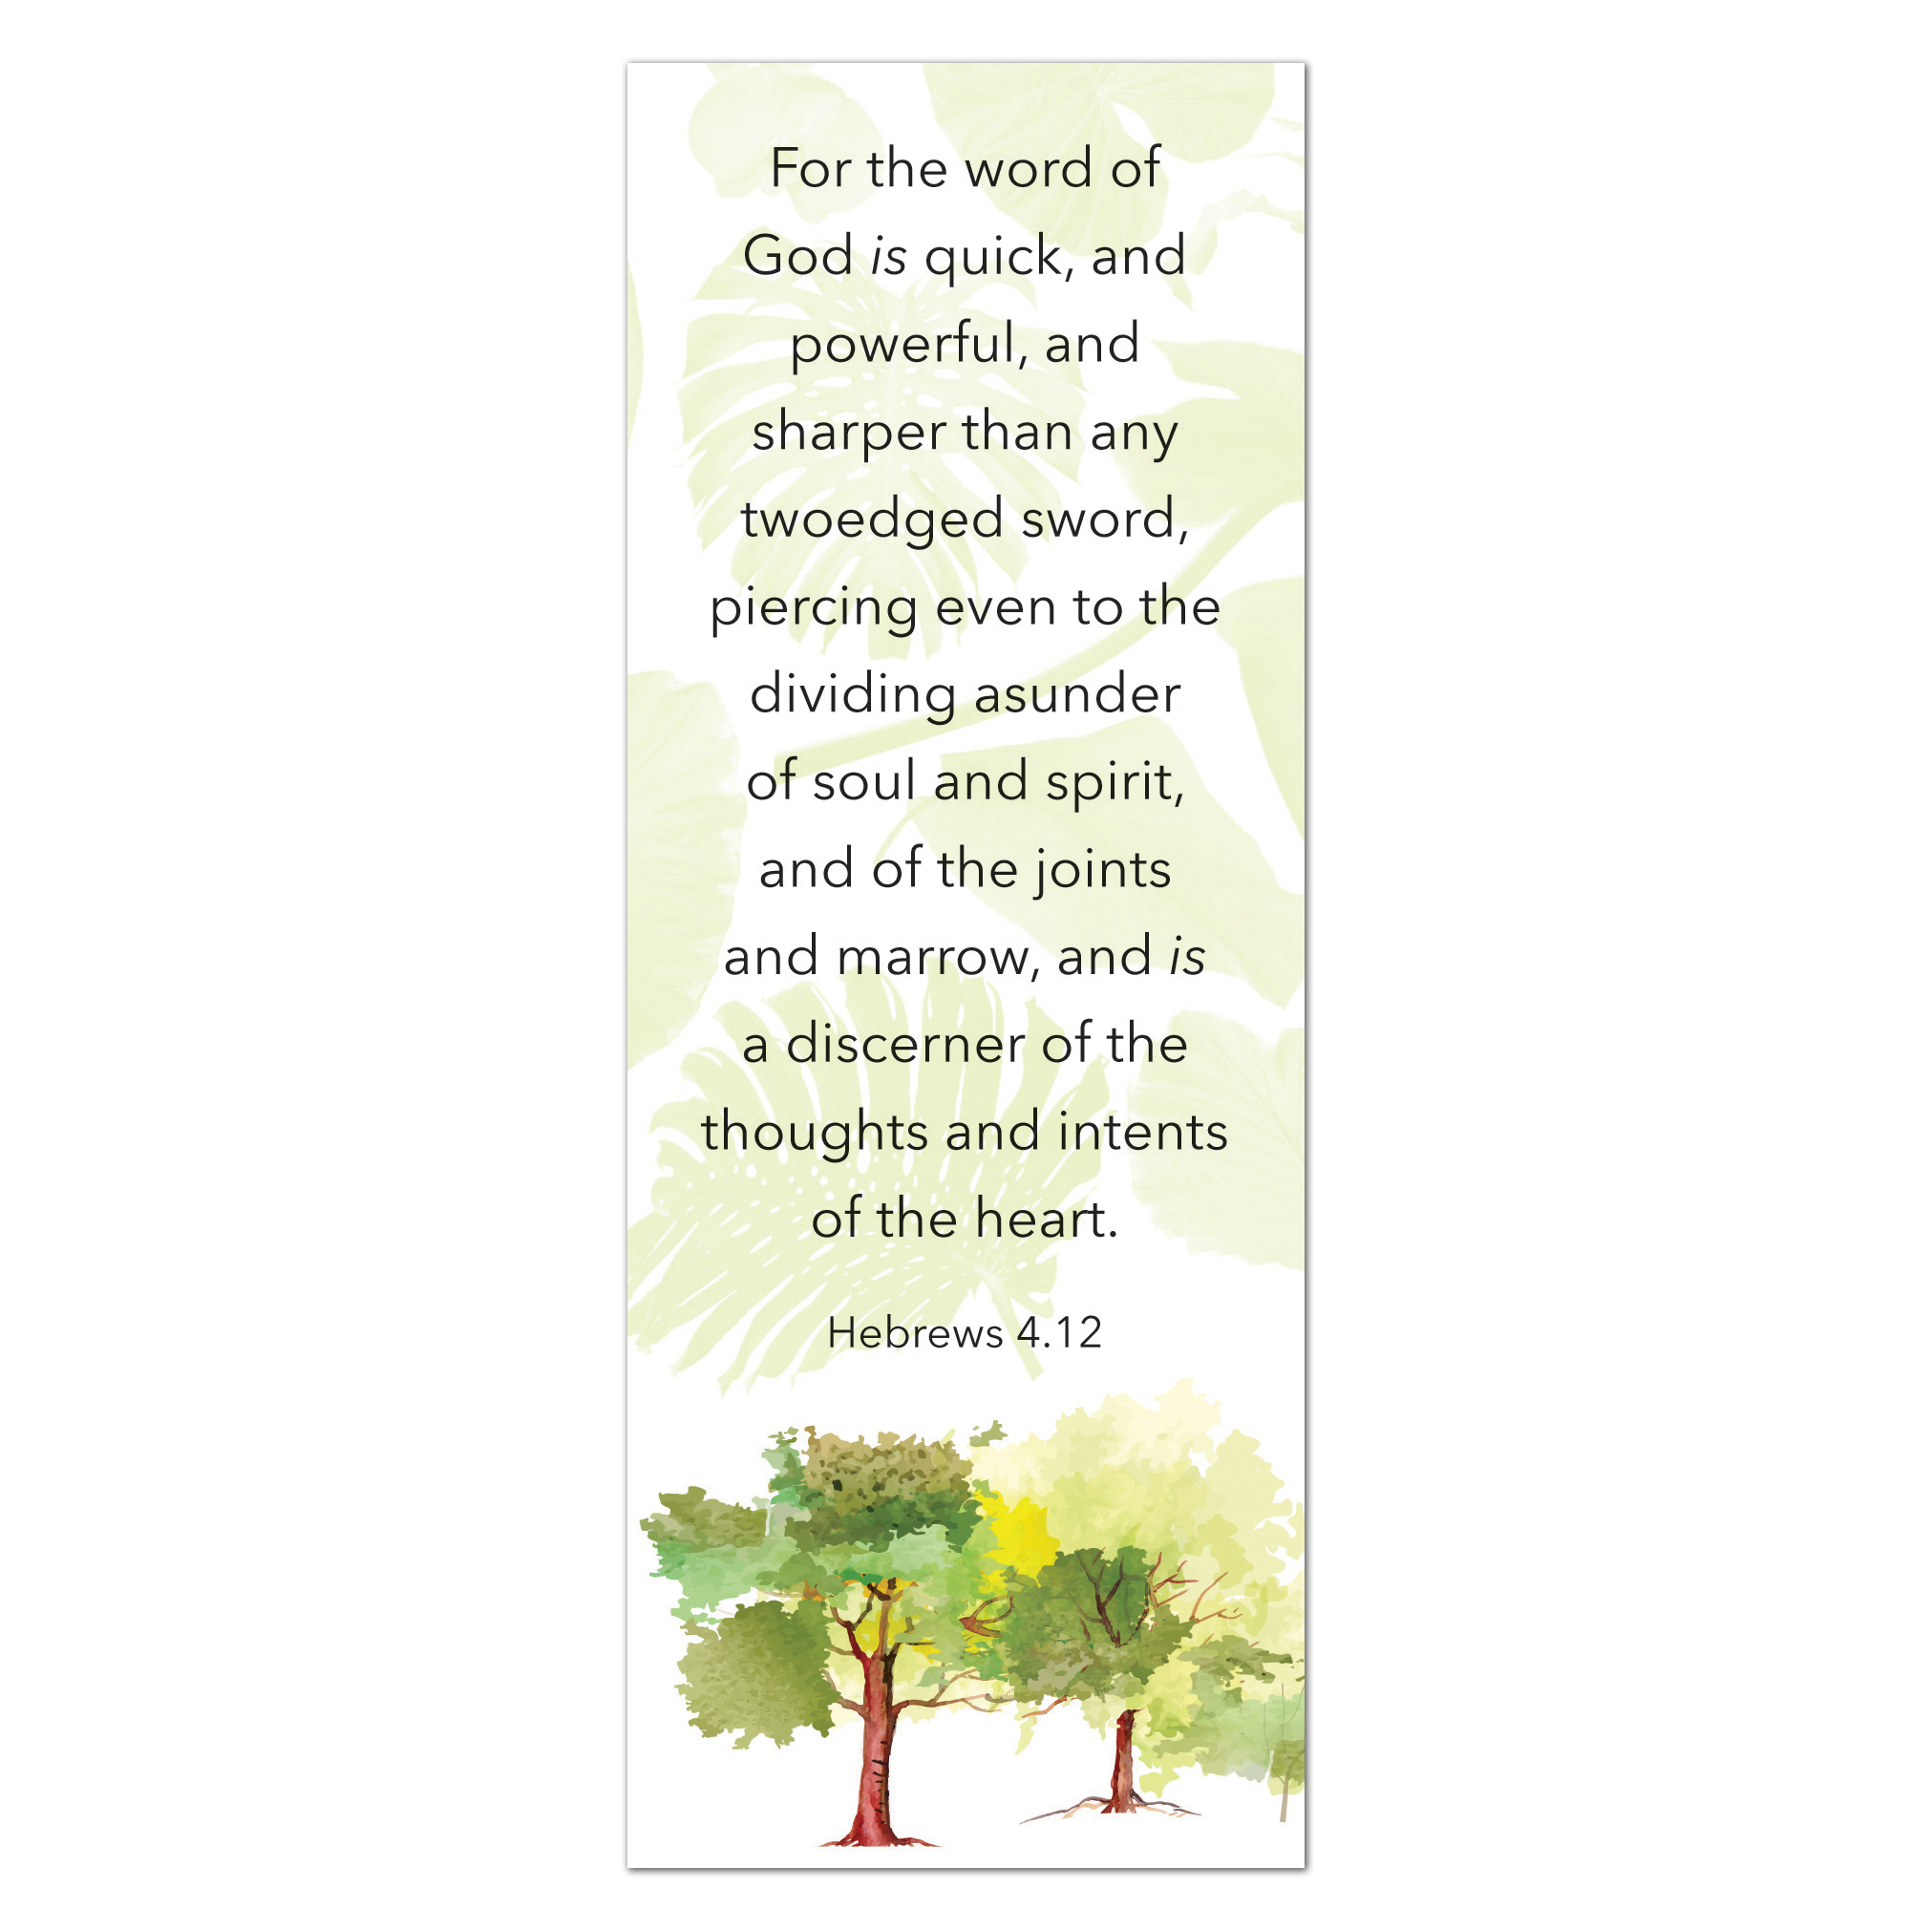 For the word of
God is quick, and
powerful, and
sharper than any
twoedged sword,
piercing even to the
dividing asunder
of soul and spirit,
and of the joints
and marrow, and is
a discerner of the
thoughts and intents
of the heart.
Hebrews 4.12